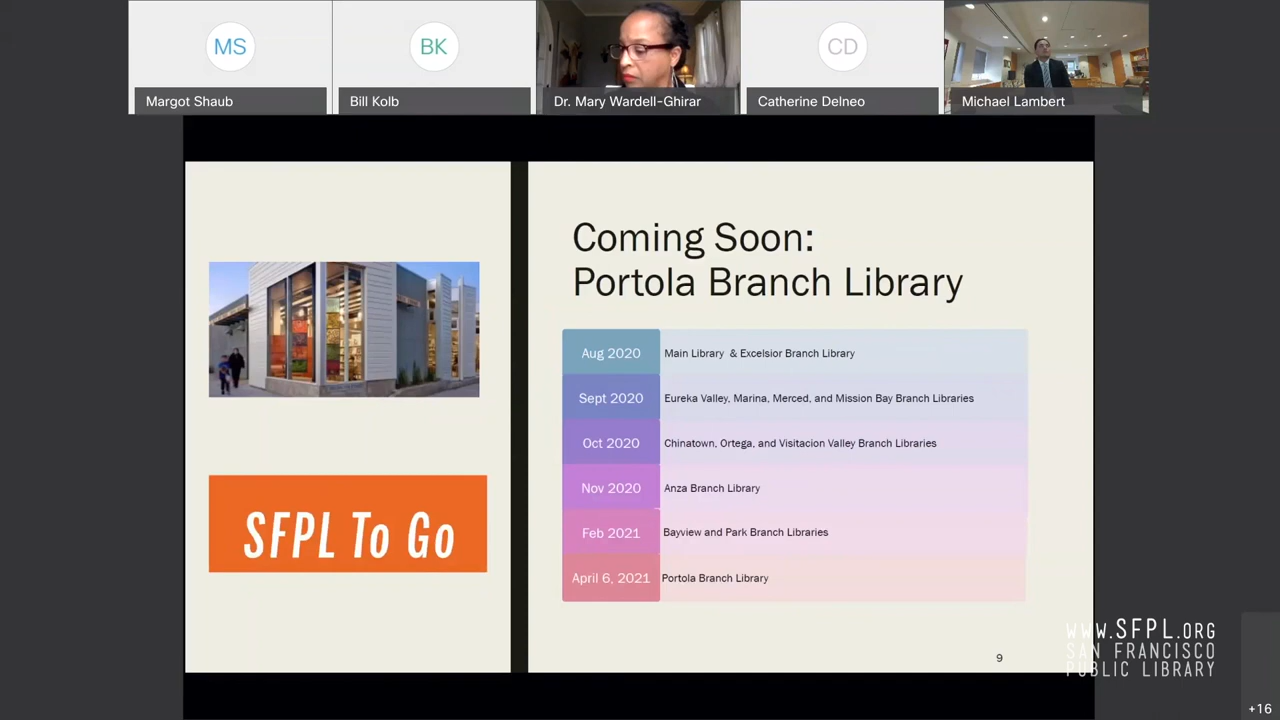 MS
BK
CD
Margot Shaub
Bill Kolb
Dr. Mary Wardell-Ghirar
Catherine Delneo
Michael Lambert
Coming Soon:
Portola Branch Library
Aug 2020 Main Library & Excelsior Branch Library
Sept 2020 Eureka Valley, Marina, Merced, and Mission Bay Branch Libraries
Oct 2020 Chinatown, Ortega, and Visitacion Valley Branch Libraries
Nov 2020 Anza Branch Library
Feb 2021 Bayview and Park Branch Libraries
April 6, 2021 Portola Branch Library
SFPL To Go
9
WWW.SFPL.ORG
SAN FRANCISCO
PUBLIC LIBRARY
+16